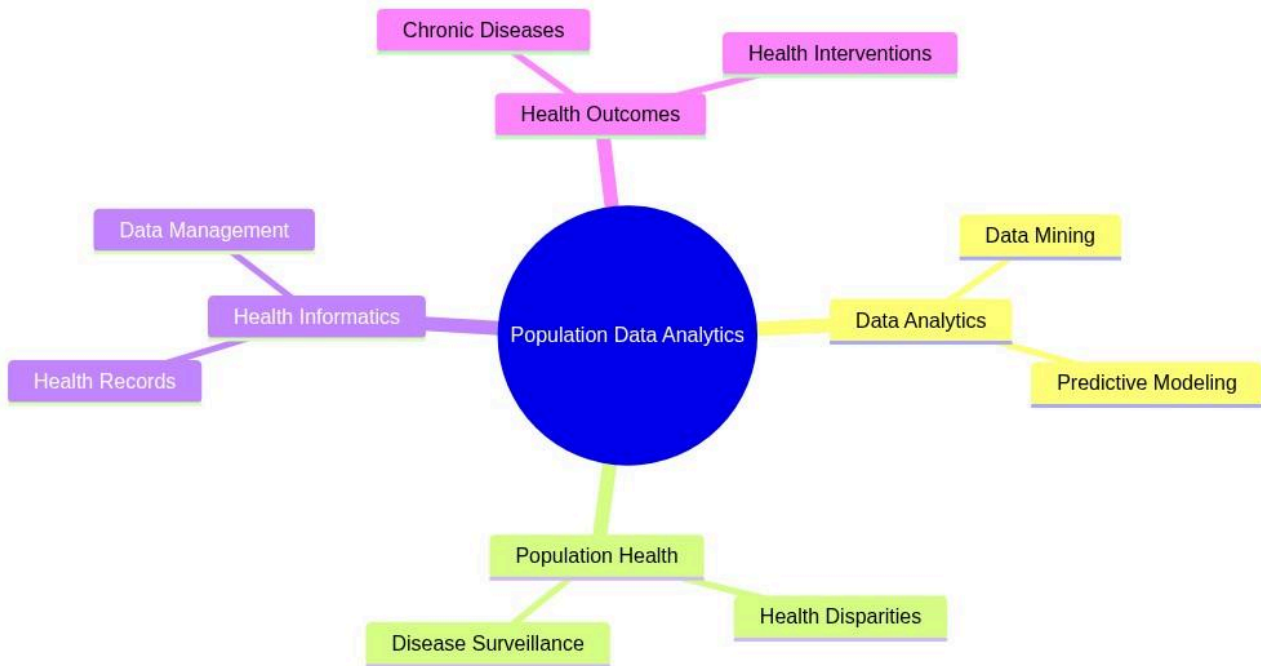 Chronic Diseases
Health Interventions
Health Outcomes
Data Management
Data Mining
Health Informatics
Data Analytics
Population Data Analytics
Health Records
Predictive Modeling
Population Health
Health Disparities
Disease Surveillance